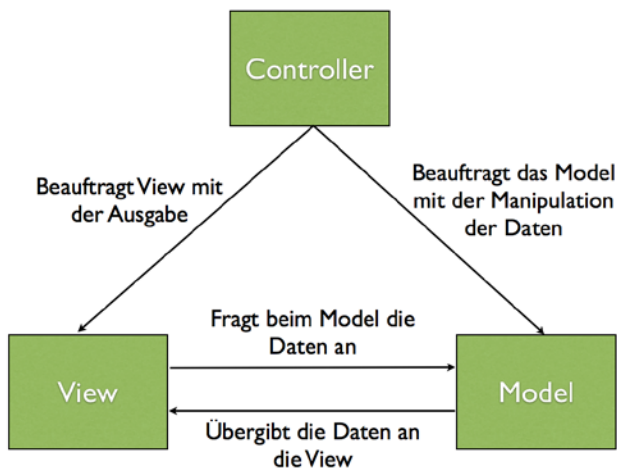 Controller
Beauftragt View mit
der Ausgabe
Beauftragt das Model
mit der Manipulation
der Daten
Fragt beim Model die
Daten an
View
Model
Übergibt die Daten an
die View